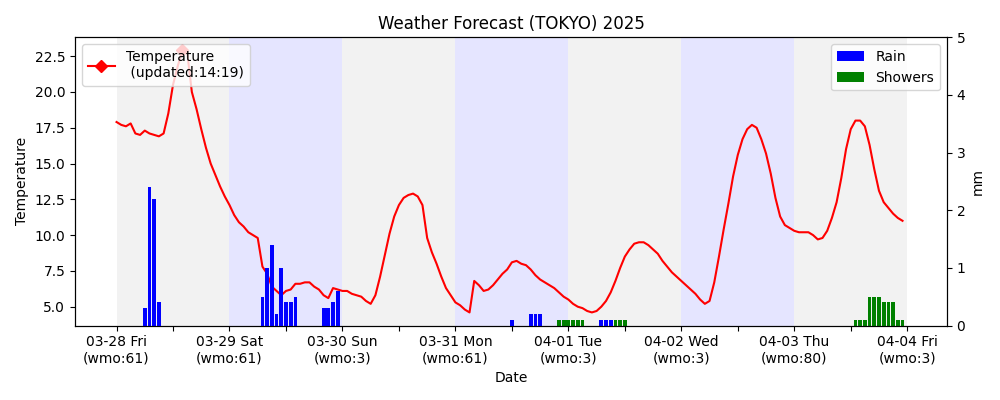 Weather Forecast (TOKYO) 2025
Temperature
(updated:14:19)
Rain
Showers
Temperature
22.5
20.0
17.5
15.0
12.5
10.0
7.5
5.0
5
4
3
2
1
0
mm
03-28 Fri
(wmo:61)
03-29 Sat
(wmo:61)
03-30 Sun
(wmo:3)
03-31 Mon
(wmo:61)
04-01 Tue
(wmo:3)
04-02 Wed
(wmo:3)
04-03 Thu
(wmo:80)
04-04 Fri
(wmo:3)
Date